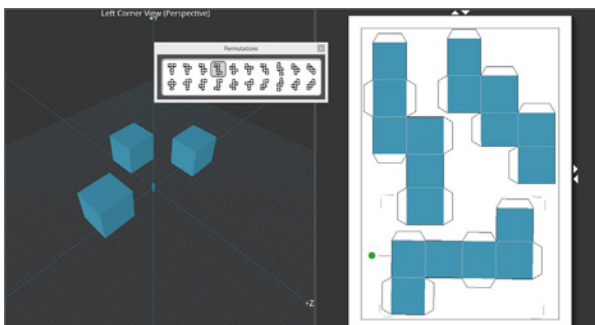 Left Corner View (Perspective)
+Y
Permutations
+Z